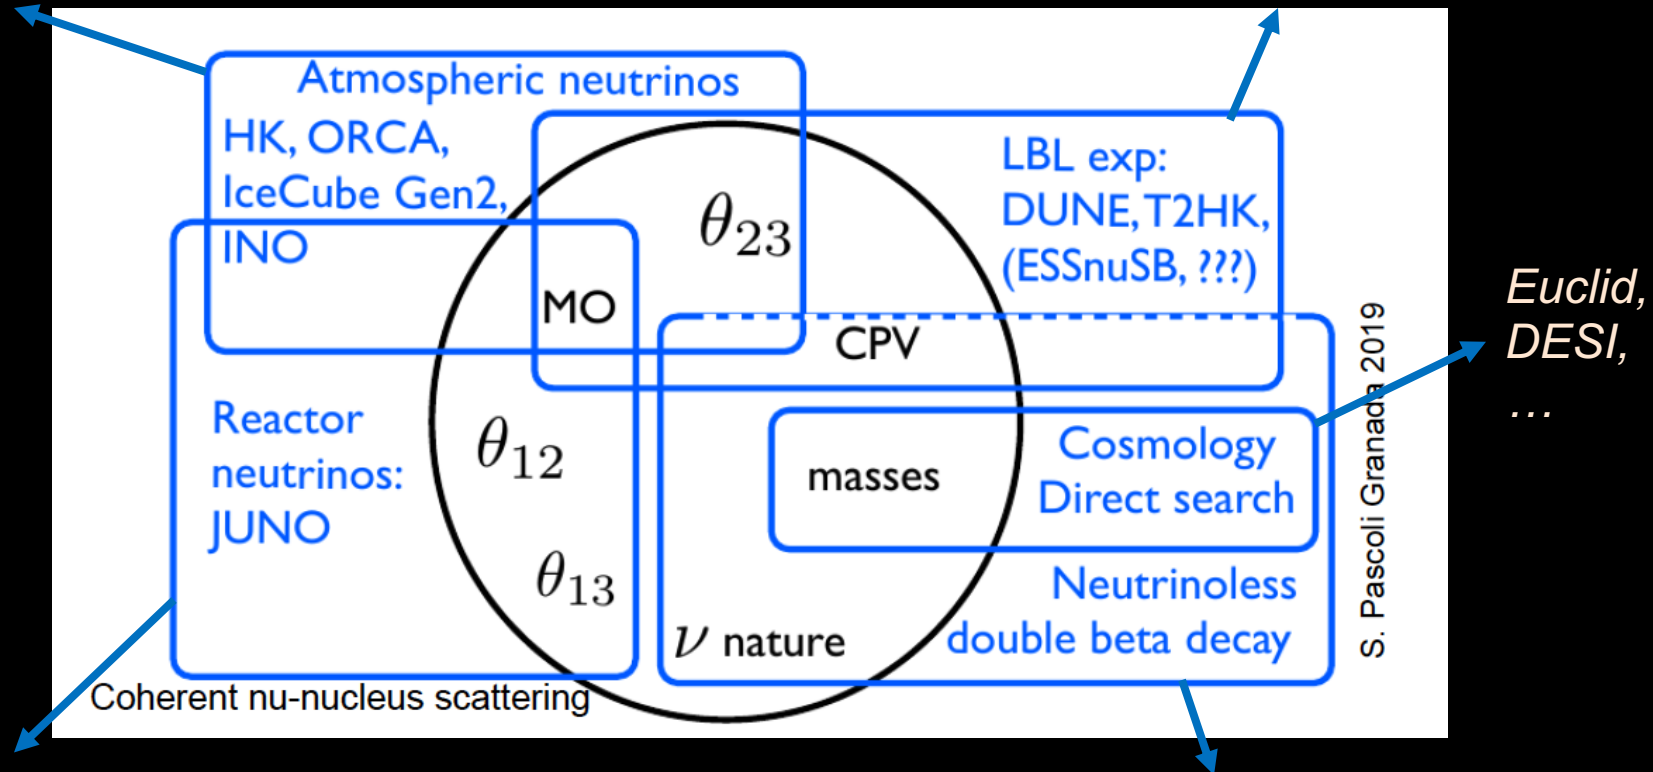 Atmospheric neutrinos
HK, ORCA,
IceCube Gen2,
INO
θ23
MO
LBL exp:
DUNE, T2HK,
(ESSnuSB, ???)
CPV
Reactor
neutrinos:
JUNO
θ12
θ13
masses
Cosmology
Direct search
ν nature
Neutrinoless
double beta decay
Coherent nu-nucleus scattering
S. Pascoli Granada 2019
Euclid,
DESI,
…